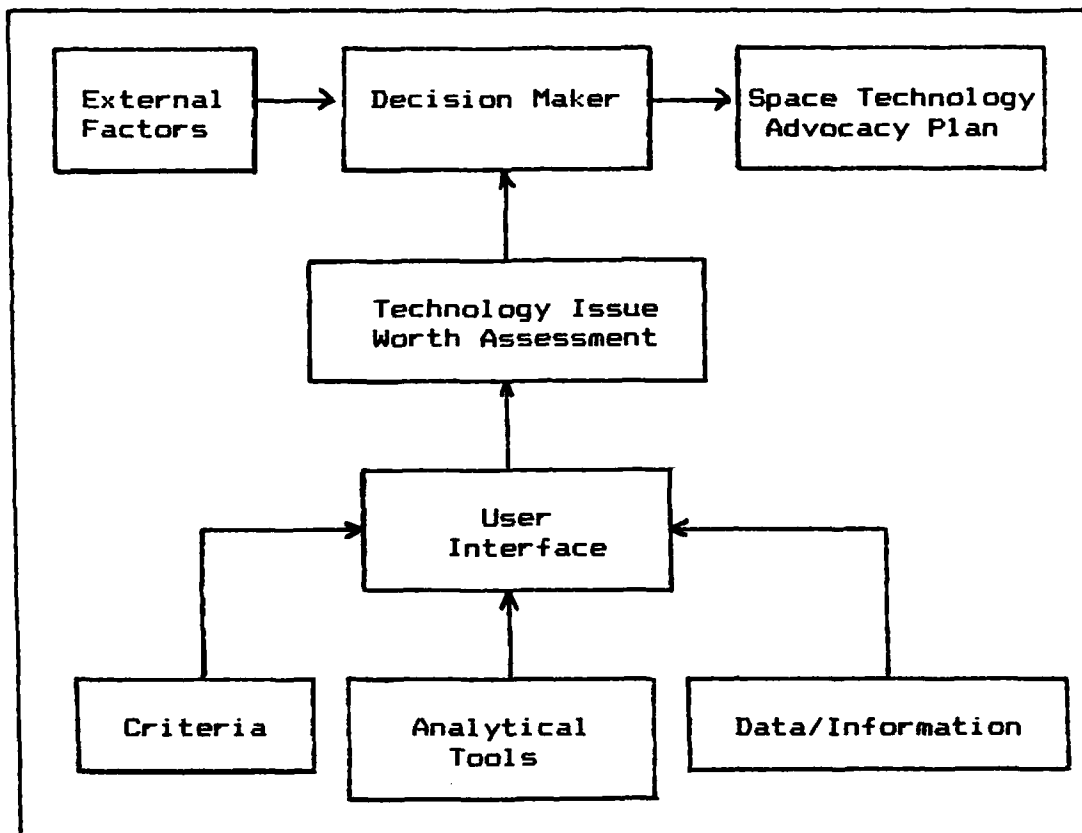 External
Factors
Decision Maker
Space Technology
Advocacy Plan
Technology Issue
Worth Assessment
User
Interface
Criteria
Analytical
Tools
Data/Information